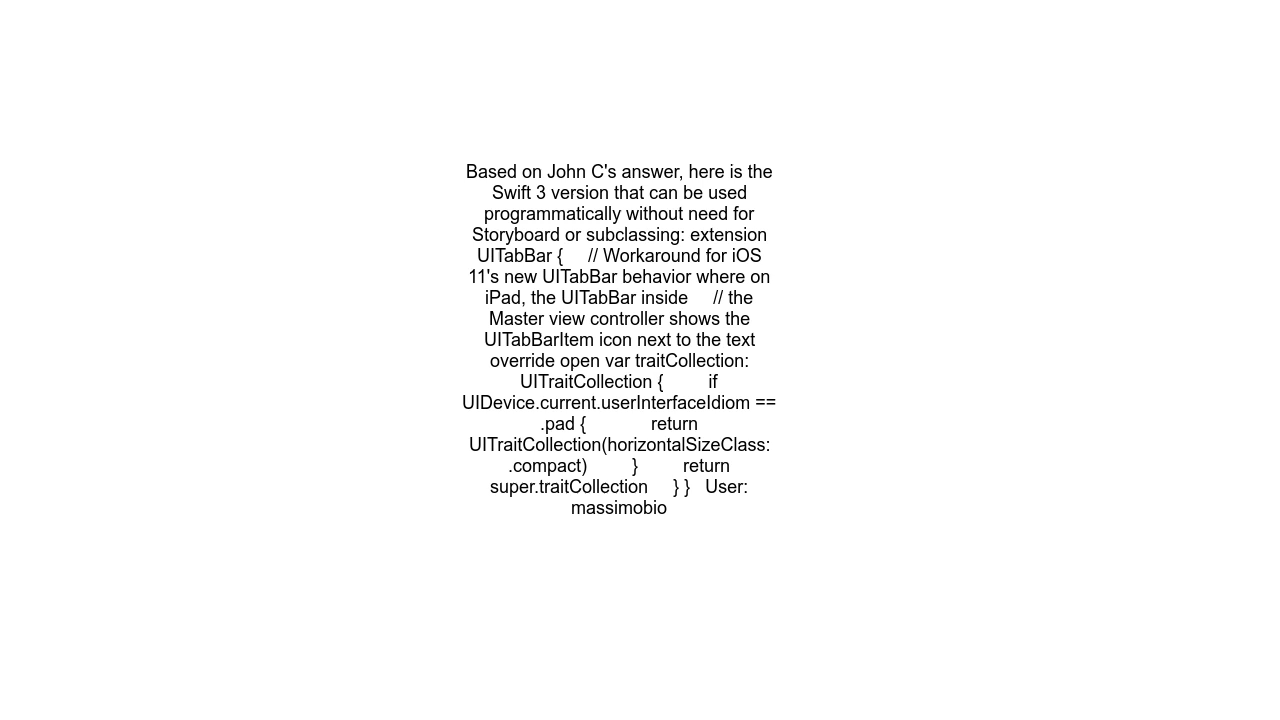 Based on John C's answer, here is the
Swift 3 version that can be used
programmatically without need for
Storyboard or subclassing: extension
UITabBar {     // Workaround for iOS
11's new UITabBar behavior where on
iPad, the UITabBar inside     // the
Master view controller shows the
UITabBarItem icon next to the text
override open var traitCollection:
UITraitCollection {         if
UIDevice.current.userInterfaceIdiom ==
.pad {             return
UITraitCollection(horizontalSizeClass:
.compact)         }         return
super.traitCollection     } }   User:
massimobio